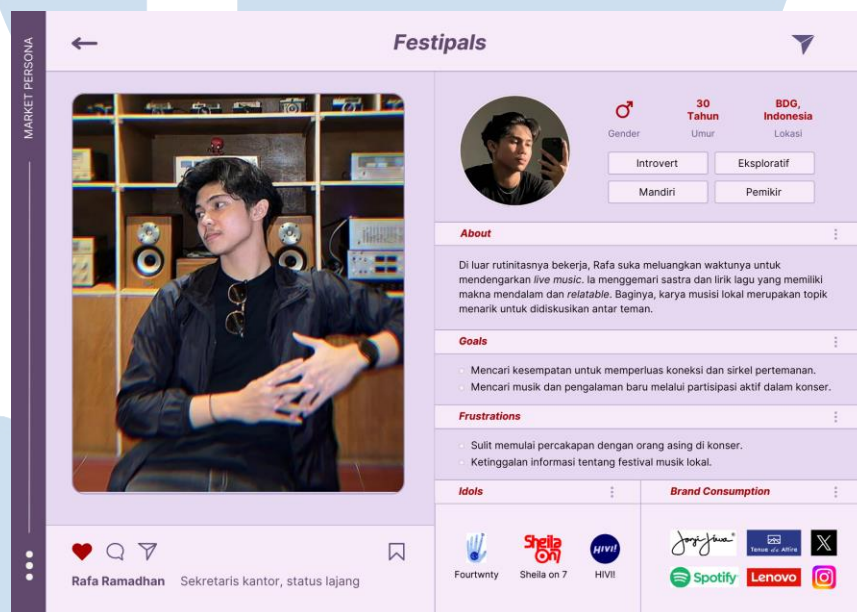 MARKET PERSONA
Festipals
Gender
30 Tahun
Umur
BDG, Indonesia
Lokasi
Introvert
Eksploratif
Mandiri
Pemikir
About
Di luar rutinitasnya bekerja, Rafa suka meluangkan waktunya untuk
mendengarkan live music. Ia menggemari sastra dan lirik lagu yang memiliki
makna mendalam dan relatable. Baginya, karya musisi lokal merupakan topik
menarik untuk didiskusikan antar teman.
Goals
Mencari kesempatan untuk memperluas koneksi dan sirkel pertemanan.
Mencari musik dan pengalaman baru melalui partisipasi aktif dalam konser.
Frustrations
Sulit memulai percakapan dengan orang asing di konser.
Ketinggalan informasi tentang festival musik lokal.
Idols
Sheila On7
HIVI!
Fourtwnty
Sheila on 7
HIVI!
Brand Consumption
Janji Jiwa
X
Spotify
Lenovo
Rafa Ramadhan
Sekretaris kantor, status lajang